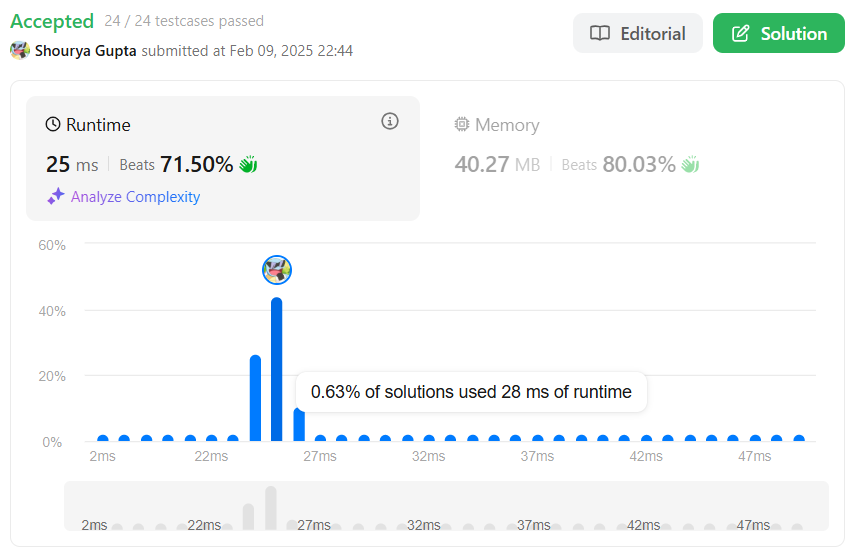 Accepted 24 / 24 testcases passed
Shourya Gupta submitted at Feb 09, 2025 22:44
Editorial
Solution
Runtime
25 ms Beats 71.50%
Analyze Complexity
Memory
40.27 MB Beats 80.03%
60%
40%
20%
0%
0.63% of solutions used 28 ms of runtime
2ms 22ms 27ms 32ms 37ms 42ms 47ms
2ms 22ms 27ms 32ms 37ms 42ms 47ms